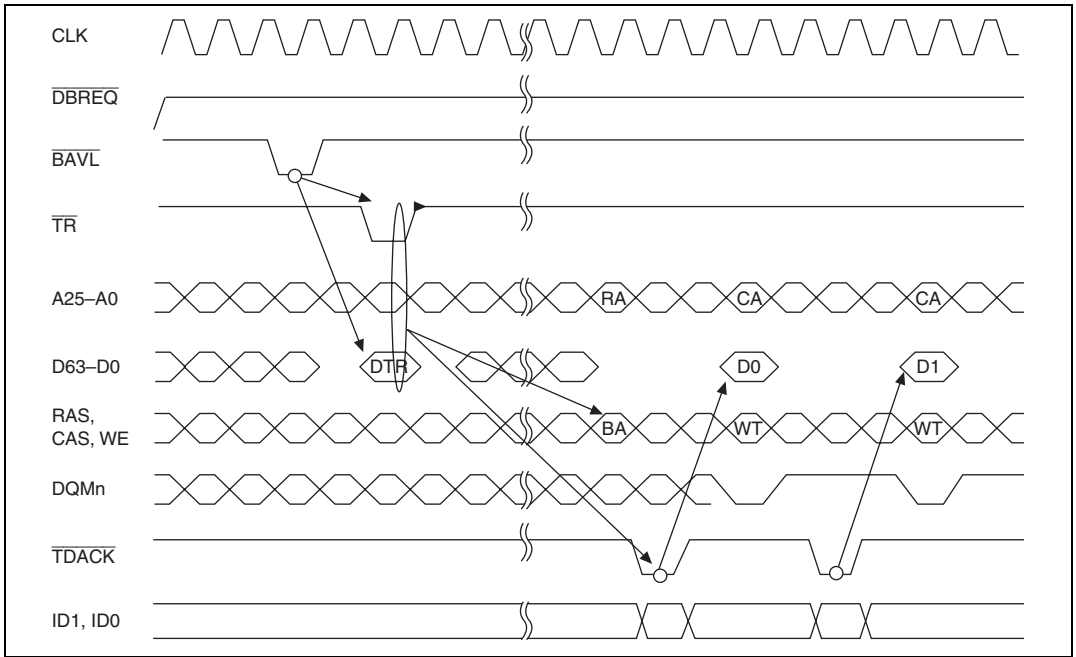 CLK
DBREQ
BAVL
TR
A25–A0 RA CA CA
D63–D0 DTR D0 D1
RAS,
CAS, WE BA WT WT
DQMn
TDACK
ID1, ID0